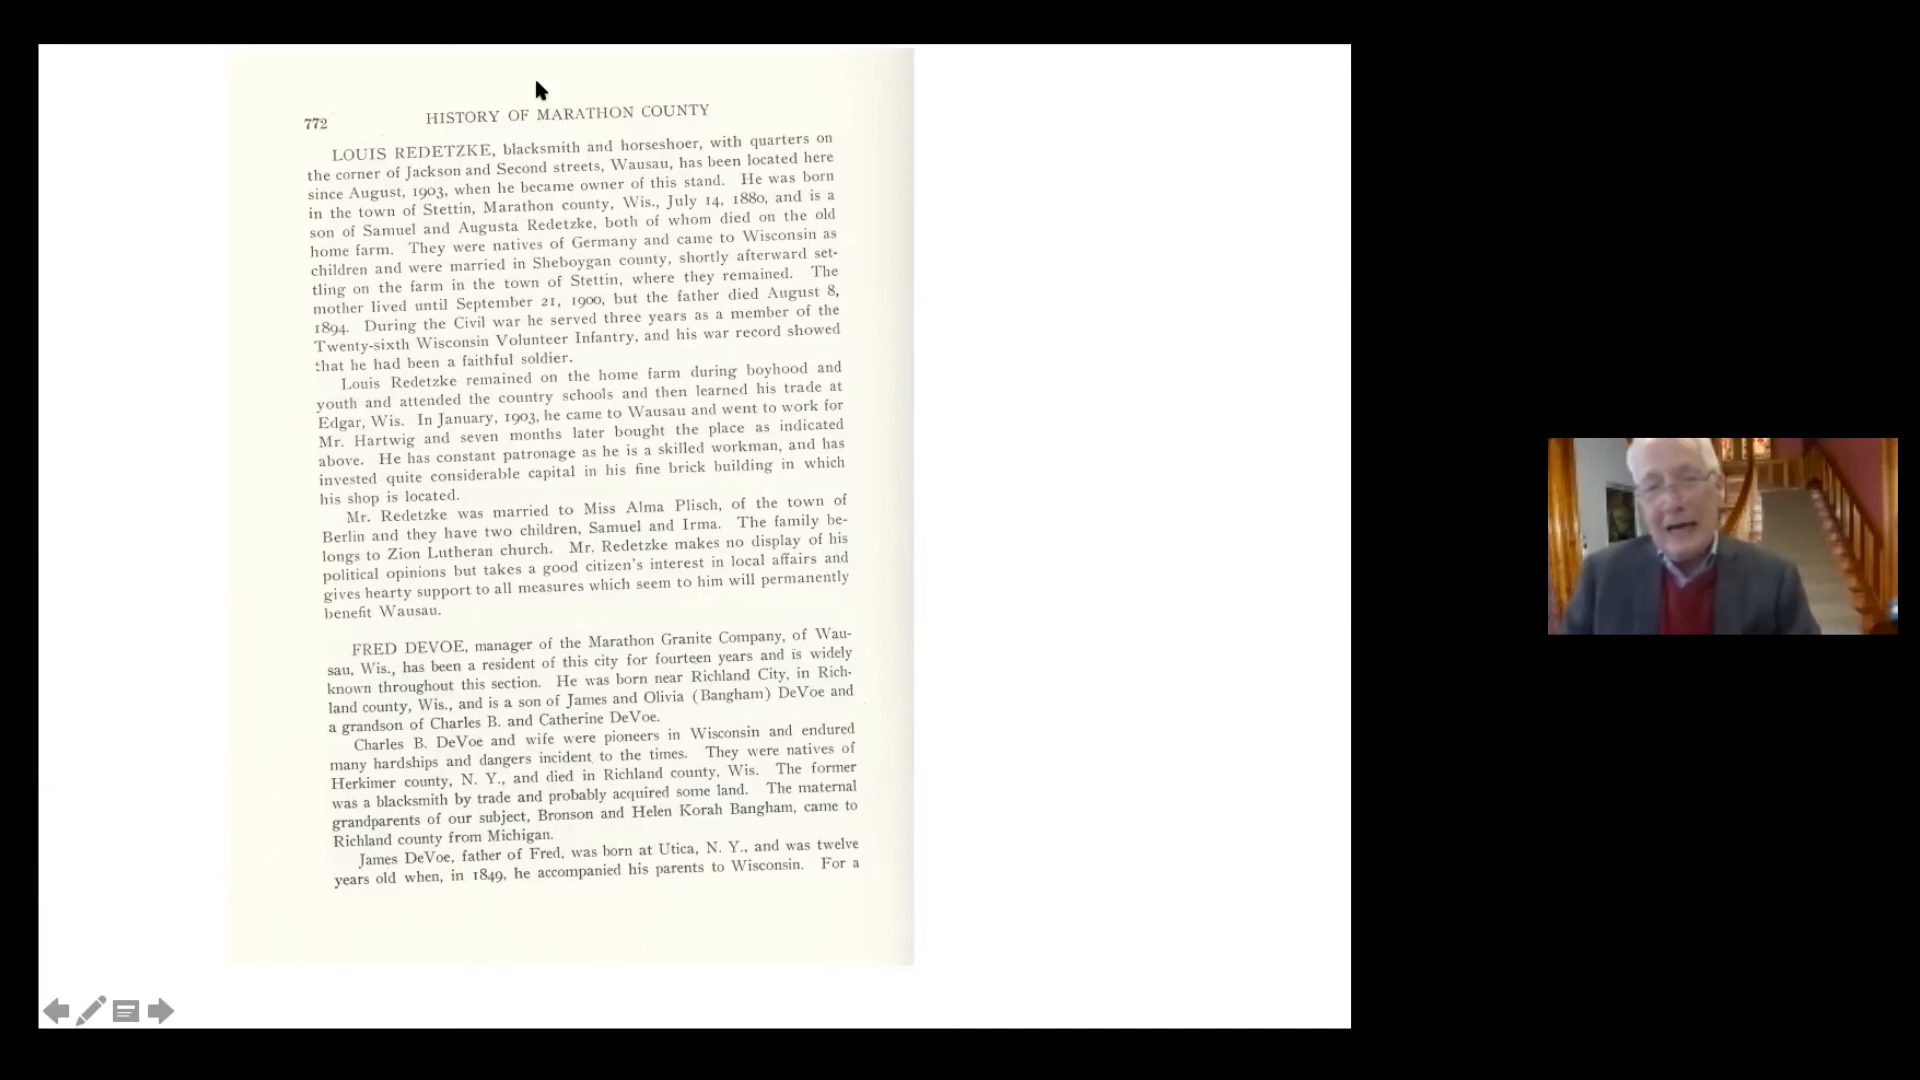 772
HISTORY OF MARATHON COUNTY
LOUIS REDETZKE, blacksmith and horseshoer, with quarters on
the corner of Jackson and Second streets, Wausau, has been located here
since August, 1903, when he became owner of this stand. He was born
in the town of Stettin, Marathon county, Wis., July 14, 1880, and is a
son of Samuel and Augusta Redetzke, both of whom died on the old
home farm. They were natives of Germany and came to Wisconsin as
children and were married in Sheboygan county, shortly afterward set-
tling on the farm in the town of Stettin, where they remained. The
mother lived until September 21, 1900, but the father died August 8,
1894. During the Civil war he served three years as a member of the
Twenty-sixth Wisconsin Volunteer Infantry, and his war record showed
that he had been a faithful soldier.
Louis Redetzke remained on the home farm during boyhood and
youth and attended the country schools and then learned his trade at
Edgar, Wis. In January, 1903, he came to Wausau and went to work for
Mr. Hartwig and seven months later bought the place as indicated
above. He has constant patronage as he is a skilled workman, and has
invested quite considerable capital in his fine brick building in which
his shop is located.
Mr. Redetzke was married to Miss Alma Plisch, of the town of
Berlin and they have two children, Samuel and Irma. The family be-
longs to Zion Lutheran church. Mr. Redetzke makes no display of his
political opinions but takes a good citizen's interest in local affairs and
gives hearty support to all measures which seem to him will permanently
benefit Wausau.
FRED DEVOE, manager of the Marathon Granite Company, of Wau-
sau, Wis., has been a resident of this city for fourteen years and is widely
known throughout this section. He was born near Richland City, in Rich-
land county, Wis., and is a son of James and Olivia (Bangham) DeVoe and
a grandson of Charles B. and Catherine DeVoe.
Charles B. DeVoe and wife were pioneers in Wisconsin and endured
many hardships and dangers incident to the times. They were natives of
Herkimer county, N. Y., and died in Richland county, Wis. The former
was a blacksmith by trade and probably acquired some land. The maternal
grandparents of our subject, Bronson and Helen Korah Bangham, came to
Richland county from Michigan.
James DeVoe, father of Fred, was born at Utica, N. Y., and was twelve
years old when, in 1849, he accompanied his parents to Wisconsin. For a